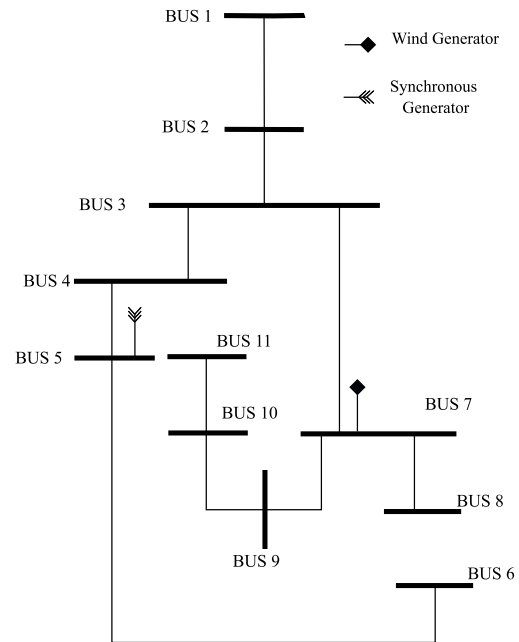 BUS 1
Wind Generator
Synchronous
Generator
BUS 2
BUS 3
BUS 4
BUS 5
BUS 11
BUS 10
BUS 7
BUS 8
BUS 9
BUS 6